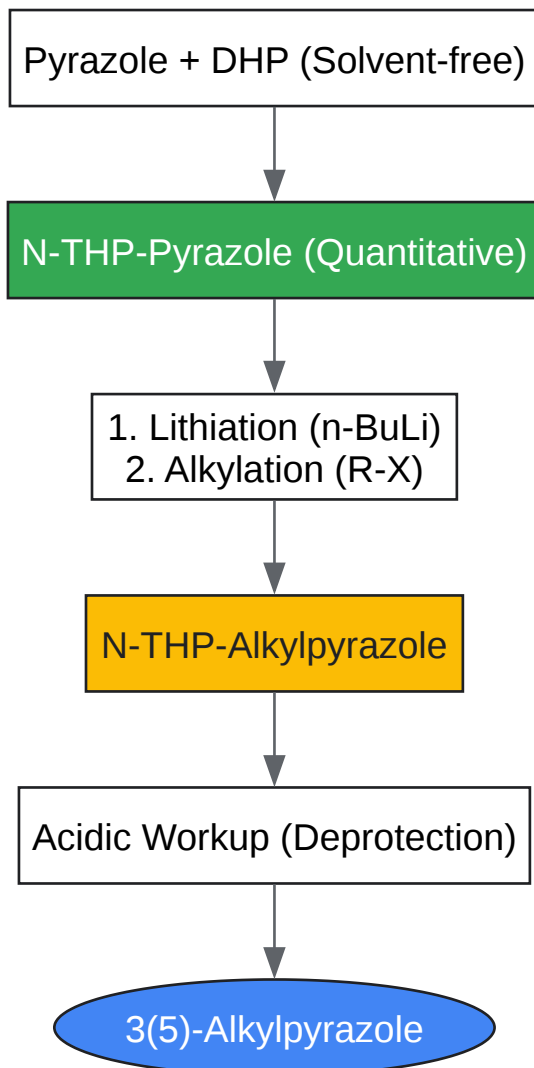 Pyrazole + DHP (Solvent-free)
N-THP-Pyrazole (Quantitative)
1. Lithiation (n-BuLi)
2. Alkylation (R-X)
N-THP-Alkylpyrazole
Acidic Workup (Deprotection)
3(5)-Alkylpyrazole